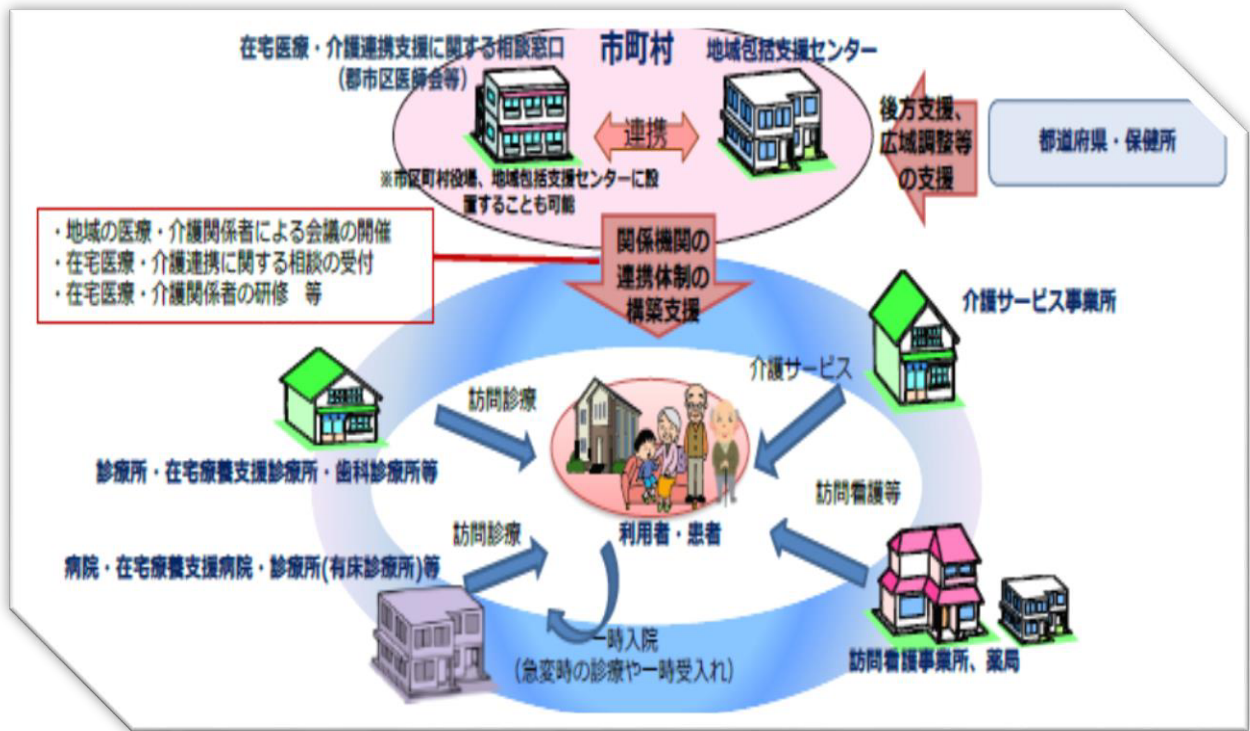 在宅医療・介護連携支援に関する相談窓口
(郡市区医師会等)
市町村
地域包括支援センター
連携
※市区町村役場、地域包括支援センターに設
置することも可能
後方支援、
広域調整等
の支援
都道府県・保健所
・地域の医療・介護関係者による会議の開催
・在宅医療・介護連携に関する相談の受付
・在宅医療・介護関係者の研修 等
関係機関の
連携体制の
構築支援
介護サービス事業所
介護サービス
訪問診療
診療所・在宅療養支援診療所・歯科診療所等
利用者・患者
訪問看護等
訪問診療
病院・在宅療養支援病院・診療所(有床診療所)等
一時入院
(急変時の診療や一時受入れ)
訪問看護事業所、薬局